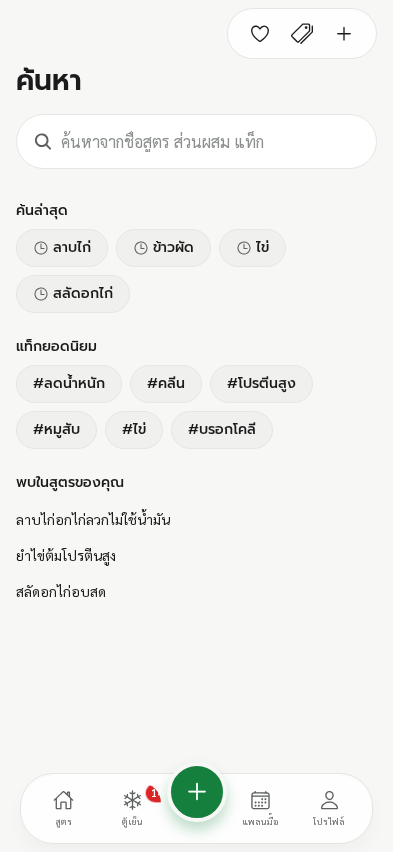 ค้นหา
ค้นหาจากชื่อสูตร ส่วนผสม แท็ก
ค้นล่าสุด
ลาบไก่ ข้าวผัด ไข่
สลัดอกไก่
แท็กยอดนิยม
#ลดน้ำหนัก #คลีน #โปรตีนสูง
#หมูสับ #ไข่ #บรอกโคลี
พบในสูตรของคุณ
ลาบไก่อกไก่ลวกไม่ใช้น้ำมัน
ยำไข่ต้มโปรตีนสูง
สลัดอกไก่อบสด
สูตร ตู้เย็น แพลนมื้อ โปรไฟล์